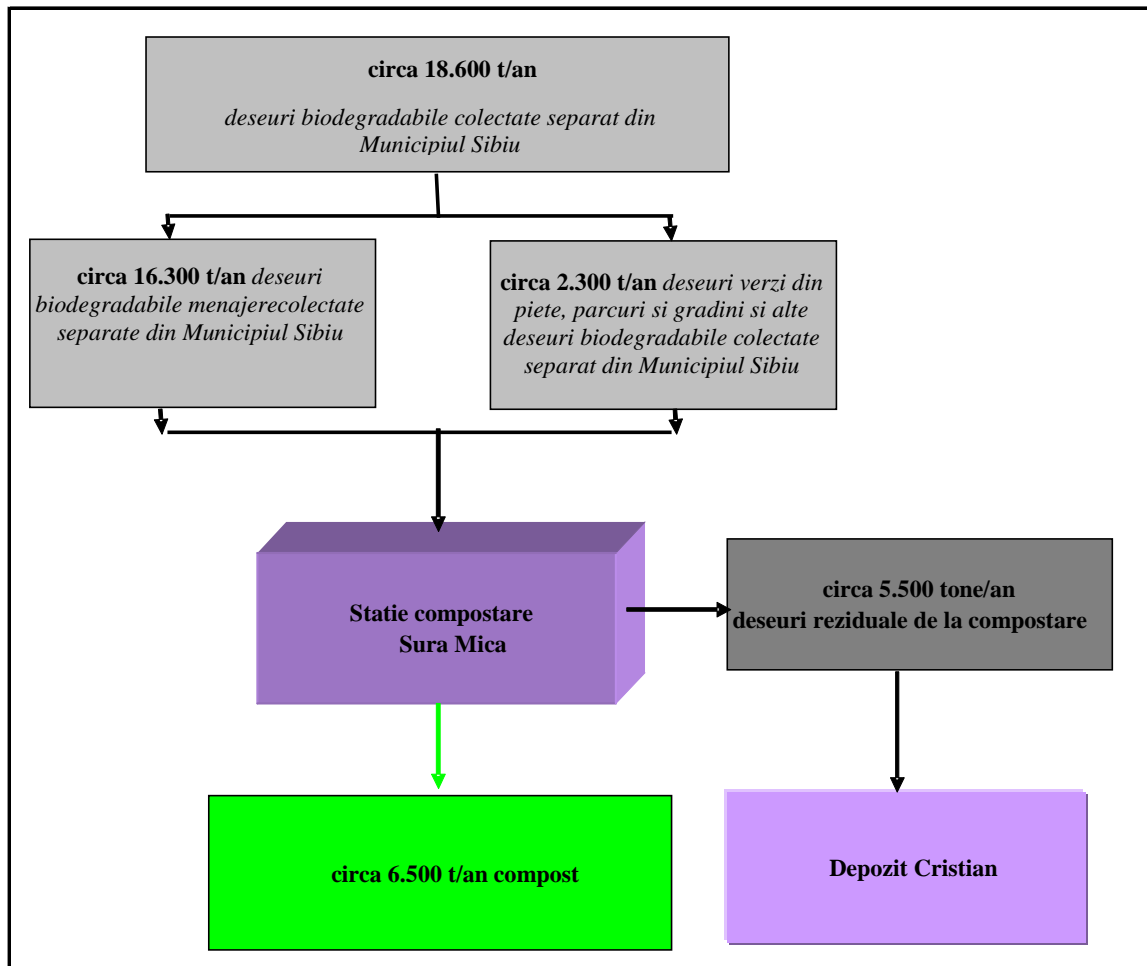 circa 18.600 t/an
deseuri biodegradabile colectate separat din
Municipiul Sibiu
circa 16.300 t/an deseuri
biodegradabile menajerecolectate
separate din Municipiul Sibiu
circa 2.300 t/an deseuri verzi din
piete, parcuri si gradini si alte
deseuri biodegradabile colectate
separat din Municipiul Sibiu
Statie compostare
Sura Mica
circa 5.500 tone/an
deseuri reziduale de la compostare
circa 6.500 t/an compost
Depozit Cristian